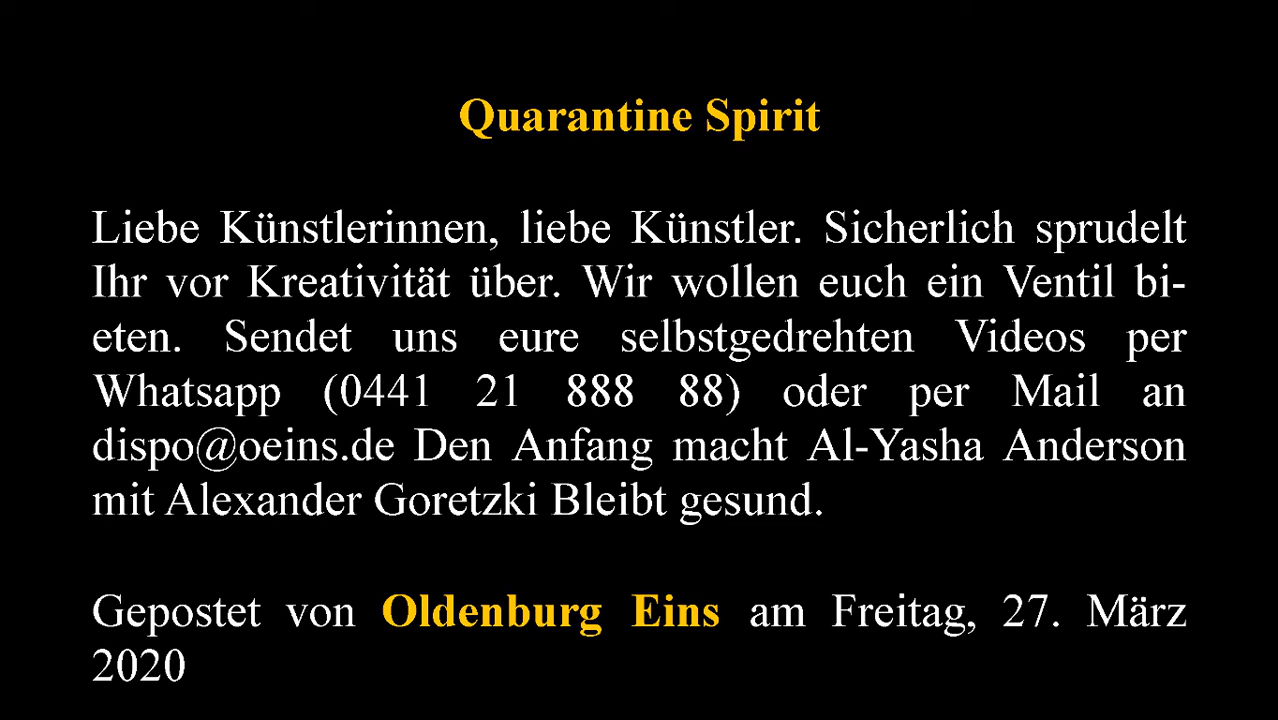 Quarantine Spirit
Liebe Künstlerinnen, liebe Künstler. Sicherlich sprudelt
Ihr vor Kreativität über. Wir wollen euch ein Ventil bi-
eten. Sendet uns eure selbstgedrehten Videos per
Whatsapp (0441 21 888 88) oder per Mail an
dispo@oeins.de Den Anfang macht Al-Yasha Anderson
mit Alexander Goretzki Bleibt gesund.
Gepostet von Oldenburg Eins am Freitag, 27. März
2020